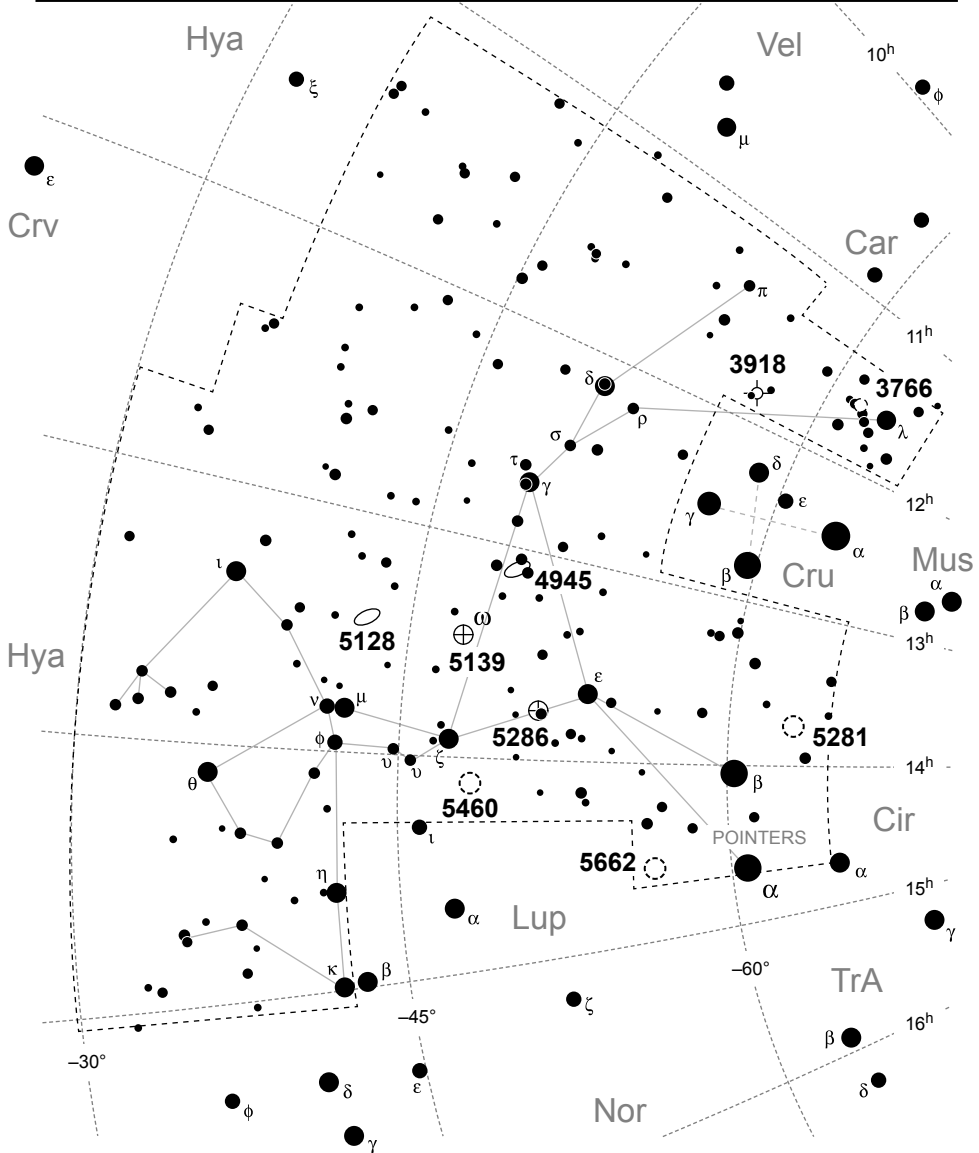 Hya
Vel
10ʰ
ξ
φ
μ
ε
Crv
Car
π
11ʰ
3918
3766
δ
ρ
λ
σ
τ
γ
δ
ε
12ʰ
γ
α
ι
4945
β
Cru
Mus
α
β
5128
ω
5139
13ʰ
Hya
ε
ν
μ
5286
5281
φ
υ
υ
ζ
14ʰ
θ
5460
β
ι
POINTERS
Cir
5662
α
α
η
15ʰ
α
Lup
γ
κ
β
–60°
TrA
ζ
–45°
16ʰ
β
–30°
δ
ε
δ
φ
Nor
γ